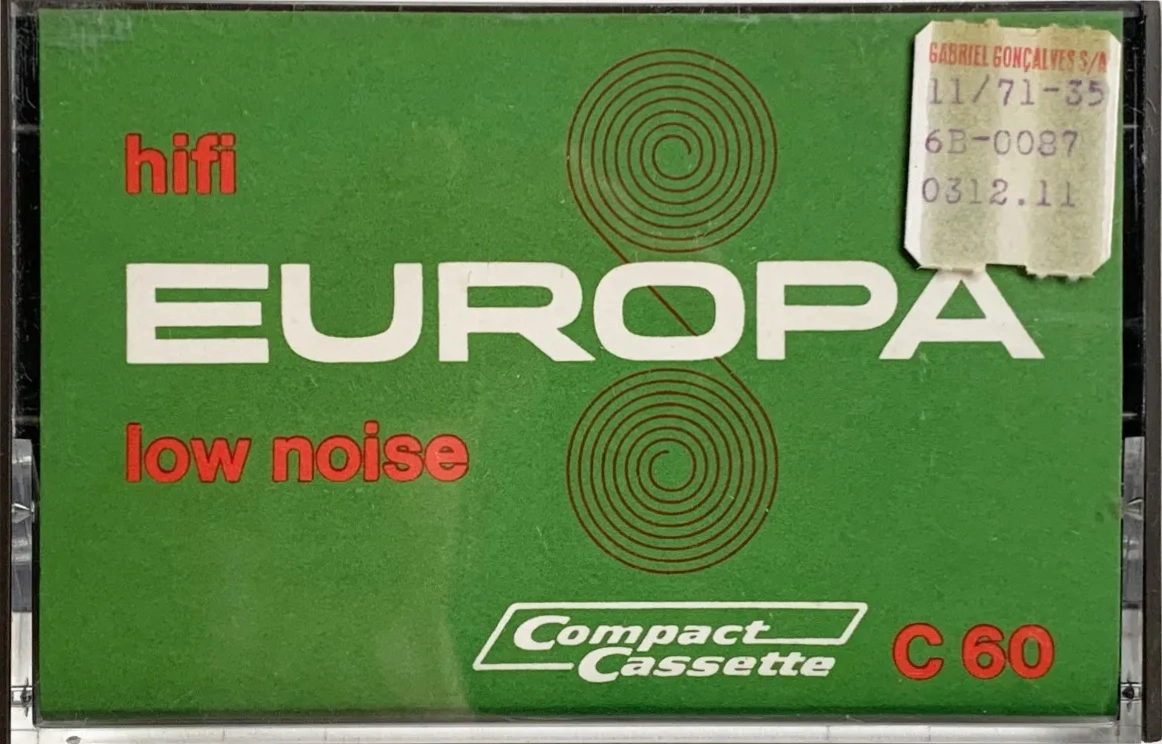 GABRIEL GONÇALVES S/A
11/71-35
6B-0087
0312.11
hifi
EUROPA
low noise
Compact
Cassette
C 60